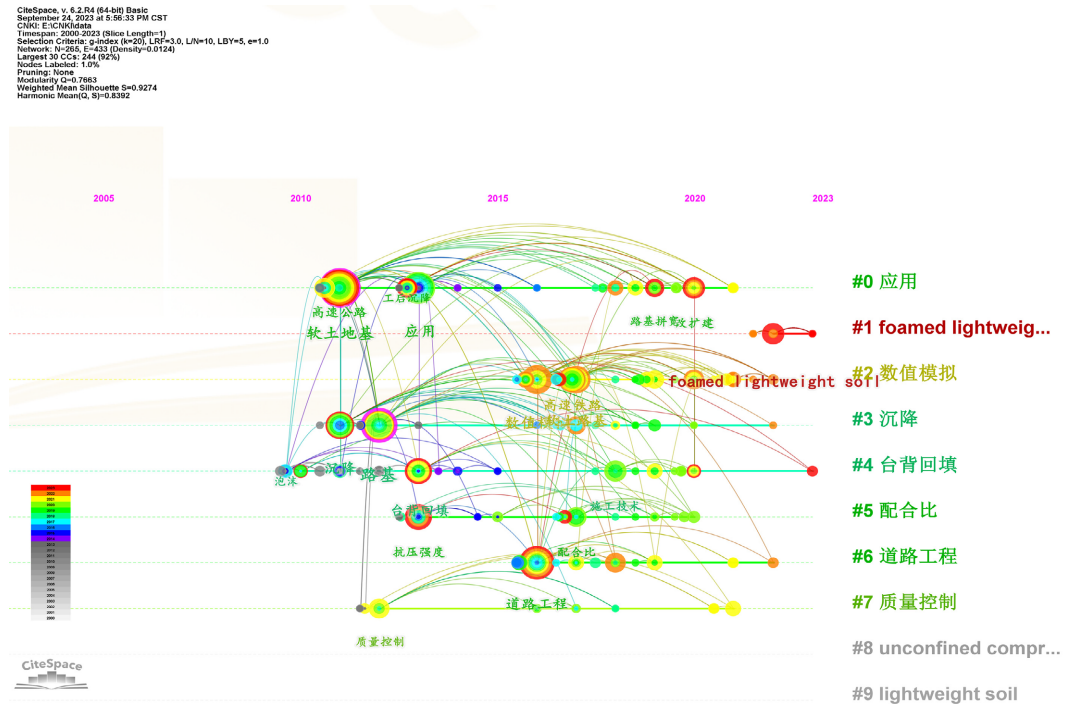 CiteSpace, v. 6.2.R4 (64-bit) Basic
September 24, 2023 at 5:56:33 PM CST
CNKI: E:\CNKI\data
Timespan: 2000-2023 (Slice Length=1)
Selection Criteria: g-index (k=20), LRF=3.0, L/N=10, LBY=5, e=1.0
Network: N=265, E=433 (Density=0.0124)
Largest 30 CCs: 244 (92%)
Nodes Labeled: 1.0%
Pruning: None
Modularity Q=0.7663
Weighted Mean Silhouette S=0.9274
Harmonic Mean(Q, S)=0.8392
2005 2010 2015 2020 2023
#0 应用
高速公路
软土地基
应用
改扩建
#1 foamed lightweig...
#2 数值模拟
foamed lightweight soil
高速铁路
#3 沉降
沉降
路基
#4 台背回填
泡沫
台背回填
施工技术
#5 配合比
抗压强度
配合比
#6 道路工程
道路工程
#7 质量控制
质量控制
#8 unconfined compr...
#9 lightweight soil
CiteSpace